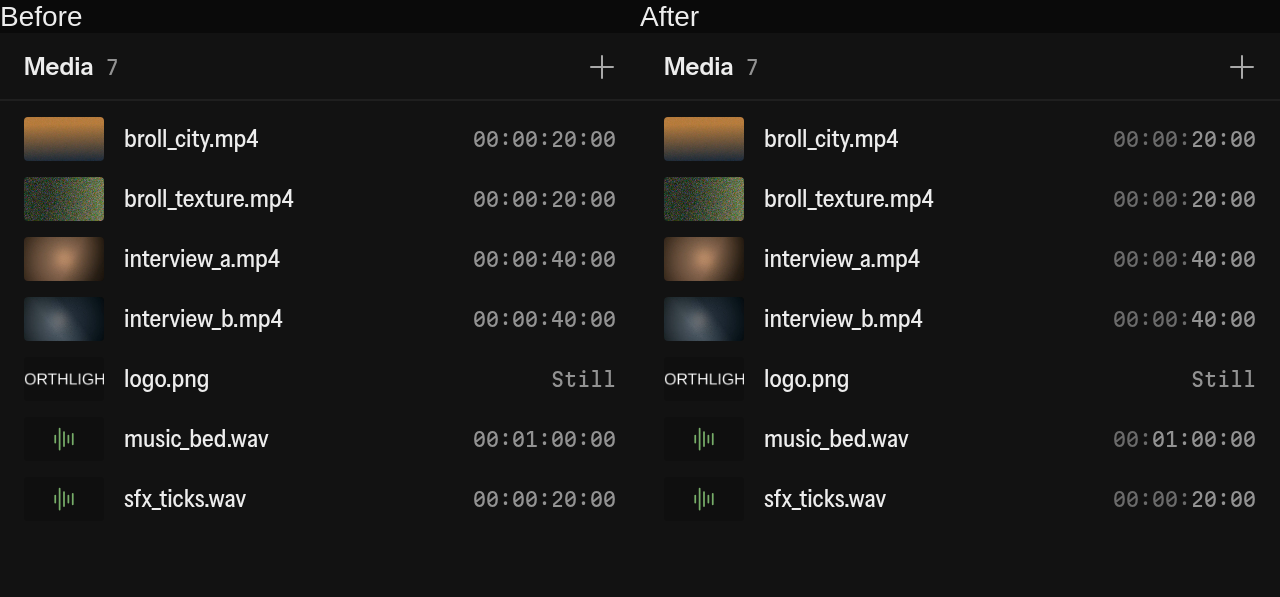 Before
Media 7
broll_city.mp4 00:00:20:00
broll_texture.mp4 00:00:20:00
interview_a.mp4 00:00:40:00
interview_b.mp4 00:00:40:00
ORTHLIGH logo.png Still
music_bed.wav 00:01:00:00
sfx_ticks.wav 00:00:20:00
After
Media 7
broll_city.mp4 00:00:20:00
broll_texture.mp4 00:00:20:00
interview_a.mp4 00:00:40:00
interview_b.mp4 00:00:40:00
ORTHLIGH logo.png Still
music_bed.wav 00:01:00:00
sfx_ticks.wav 00:00:20:00